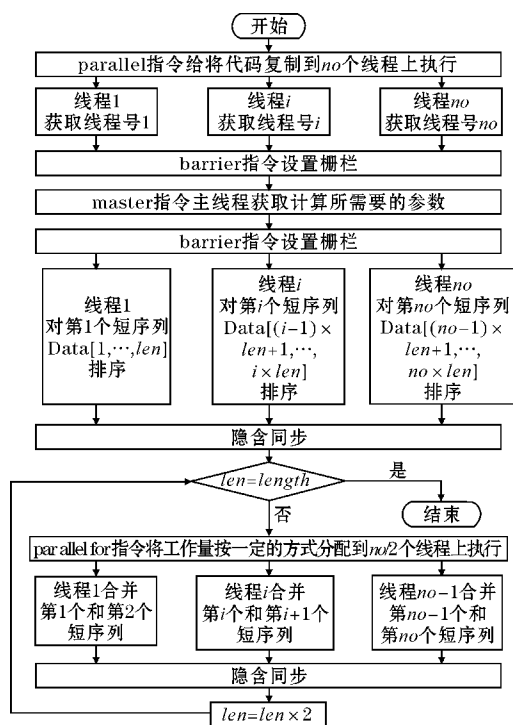 开始
parallel指令给将代码复制到no个线程上执行
线程1
获取线程号1
线程i
获取线程号i
线程no
获取线程号no
barrier指令设置栅栏
master指令主线程获取计算所需要的参数
barrier指令设置栅栏
线程1
对第1个短序列
Data[1,…,len]
排序
线程i
对第i个短序列
Data[(i−1)×
len+1,…,
i×len]
排序
线程no
对第no个短序列
Data[(no−1)×
len+1,…,
no×len]
排序
隐含同步
len=length
是
结束
否
parallel for指令将工作量按一定的方式分配到no/2个线程上执行
线程1合并
第1个和第2个
短序列
线程i合并
第i个和第i+1个
短序列
线程no−1合并
第no−1个和
第no个短序列
隐含同步
len=len×2